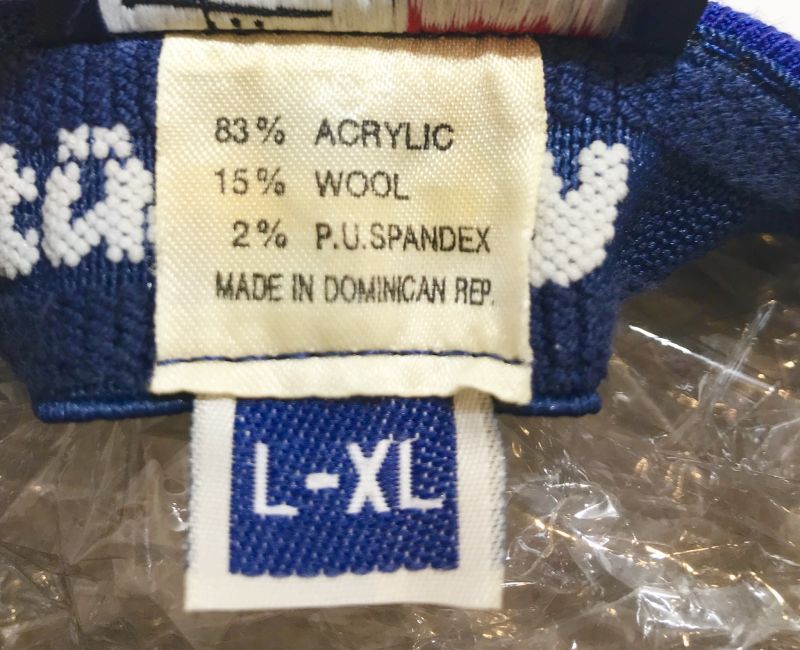 83% ACRYLIC
15% WOOL
2% P.U.SPANDEX
MADE IN DOMINICAN REP.
L-XL